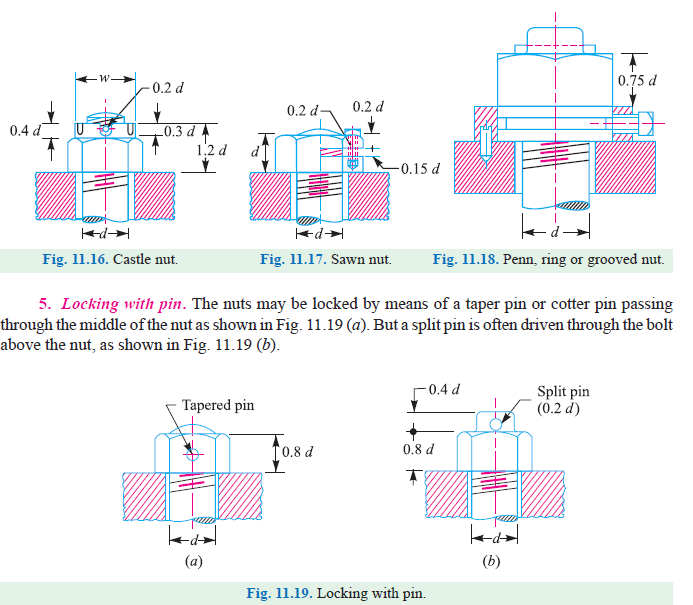 w
0.2 d
0.4 d
0.3 d
1.2 d
d
0.2 d
0.2 d
d
0.15 d
d
0.75 d
d
Fig. 11.16. Castle nut.
Fig. 11.17. Sawn nut.
Fig. 11.18. Penn, ring or grooved nut.
5. Locking with pin. The nuts may be locked by means of a taper pin or cotter pin passing
through the middle of the nut as shown in Fig. 11.19 (a). But a split pin is often driven through the bolt
above the nut, as shown in Fig. 11.19 (b).
Tapered pin
0.8 d
d
(a)
0.4 d
Split pin
(0.2 d)
0.8 d
d
(b)
Fig. 11.19. Locking with pin.